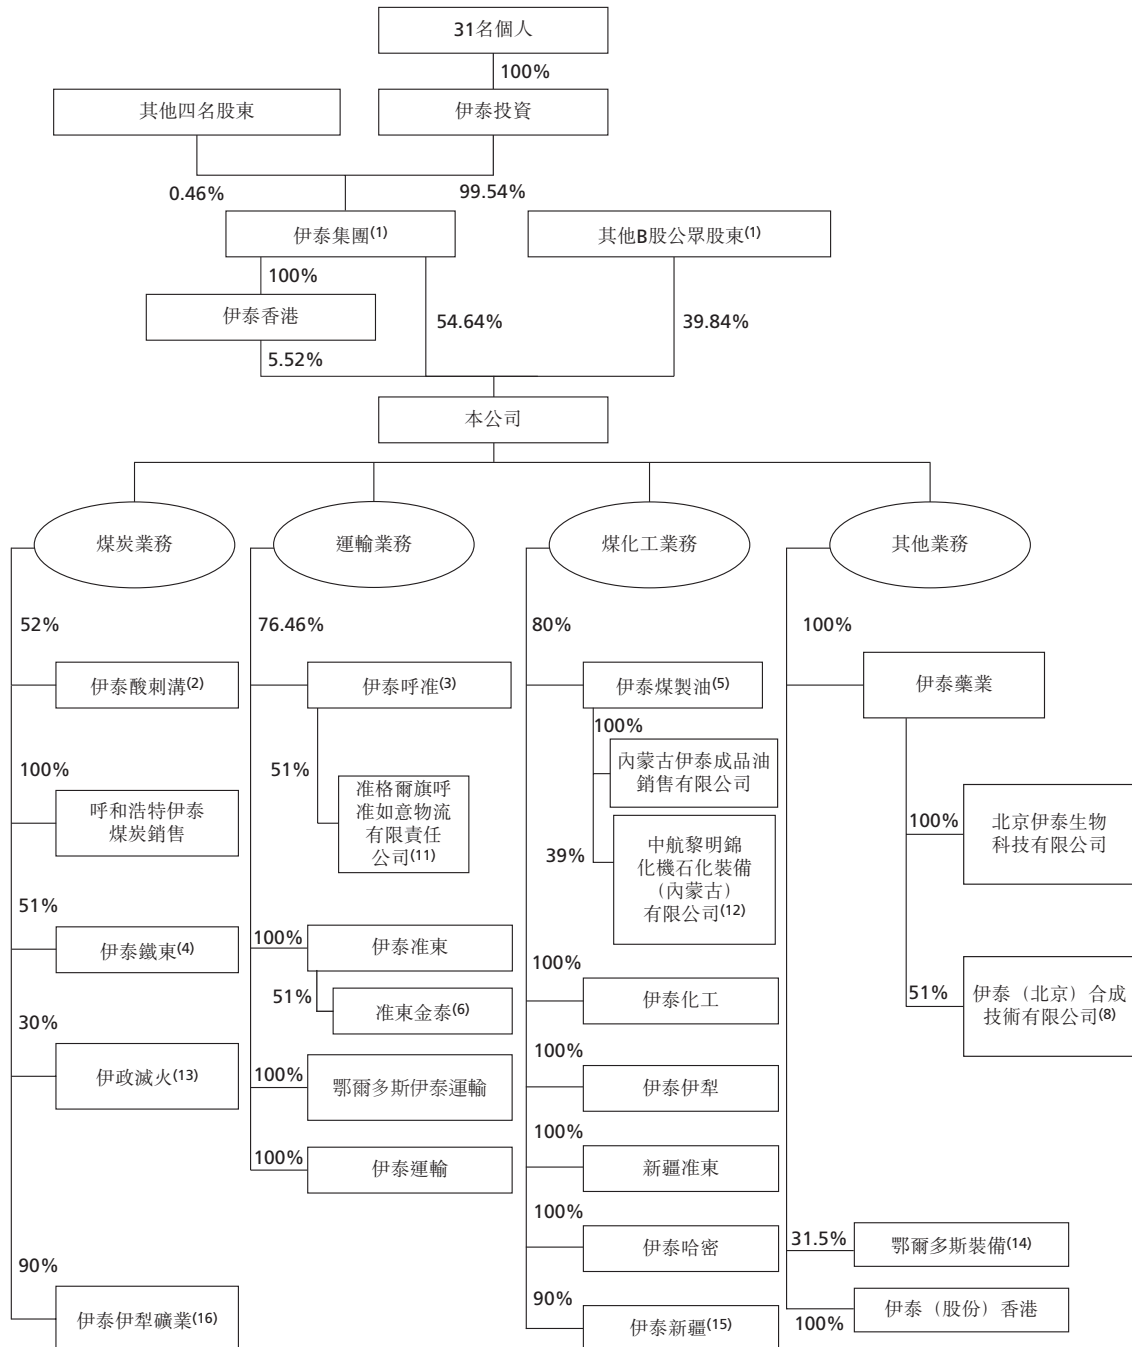 31名個人
100%
其他四名股東
伊泰投資
0.46%
99.54%
伊泰集團(1)
其他B股公眾股東(1)
100%
伊泰香港
54.64%
39.84%
5.52%
本公司
煤炭業務
運輸業務
煤化工業務
其他業務
52%
伊泰酸刺溝(2)
100%
呼和浩特伊泰
煤炭銷售
51%
伊泰鐵東(4)
30%
伊政滅火(13)
90%
伊泰伊犁礦業(16)
76.46%
伊泰呼准(3)
51%
准格爾旗呼
准如意物流
有限責任
公司(11)
100%
伊泰准東
51%
准東金泰(6)
100%
鄂爾多斯伊泰運輸
100%
伊泰運輸
80%
伊泰煤製油(5)
100%
內蒙古伊泰成品油
銷售有限公司
39%
中航黎明錦
化機石化裝備
（內蒙古）
有限公司(12)
100%
伊泰化工
100%
伊泰伊犁
100%
新疆准東
100%
伊泰哈密
90%
伊泰新疆(15)
100%
伊泰藥業
100%
北京伊泰生物
科技有限公司
51%
伊泰（北京）合成
技術有限公司(8)
31.5%
鄂爾多斯裝備(14)
伊泰（股份）香港
100%